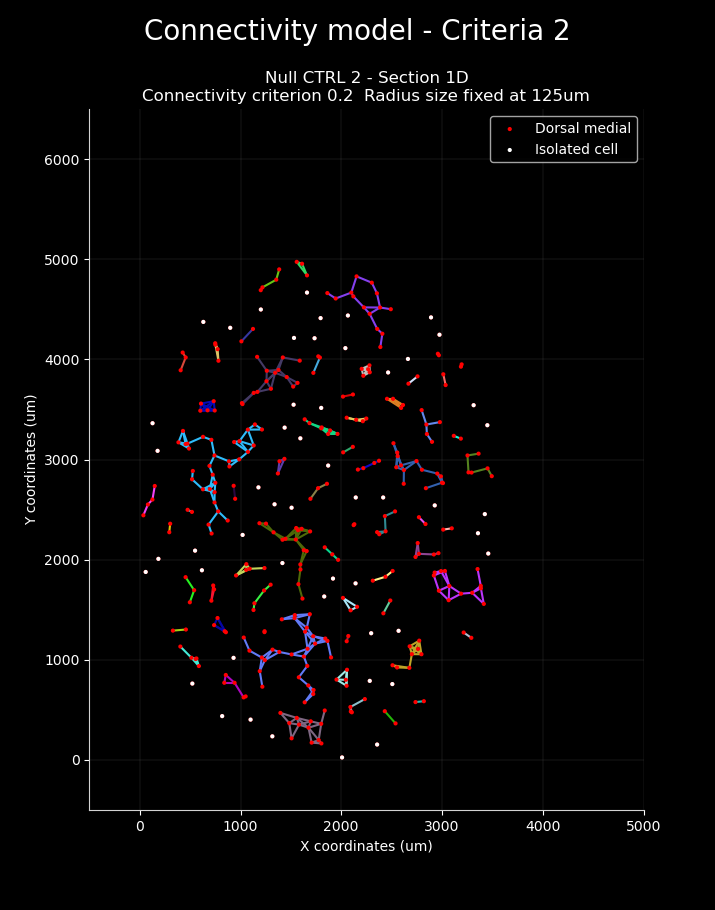 Connectivity model - Criteria 2
Null CTRL 2 - Section 1D
Connectivity criterion 0.2  Radius size fixed at 125um
Dorsal medial
Isolated cell
6000
5000
4000
3000
2000
1000
0
Y coordinates (um)
0 1000 2000 3000 4000 5000
X coordinates (um)